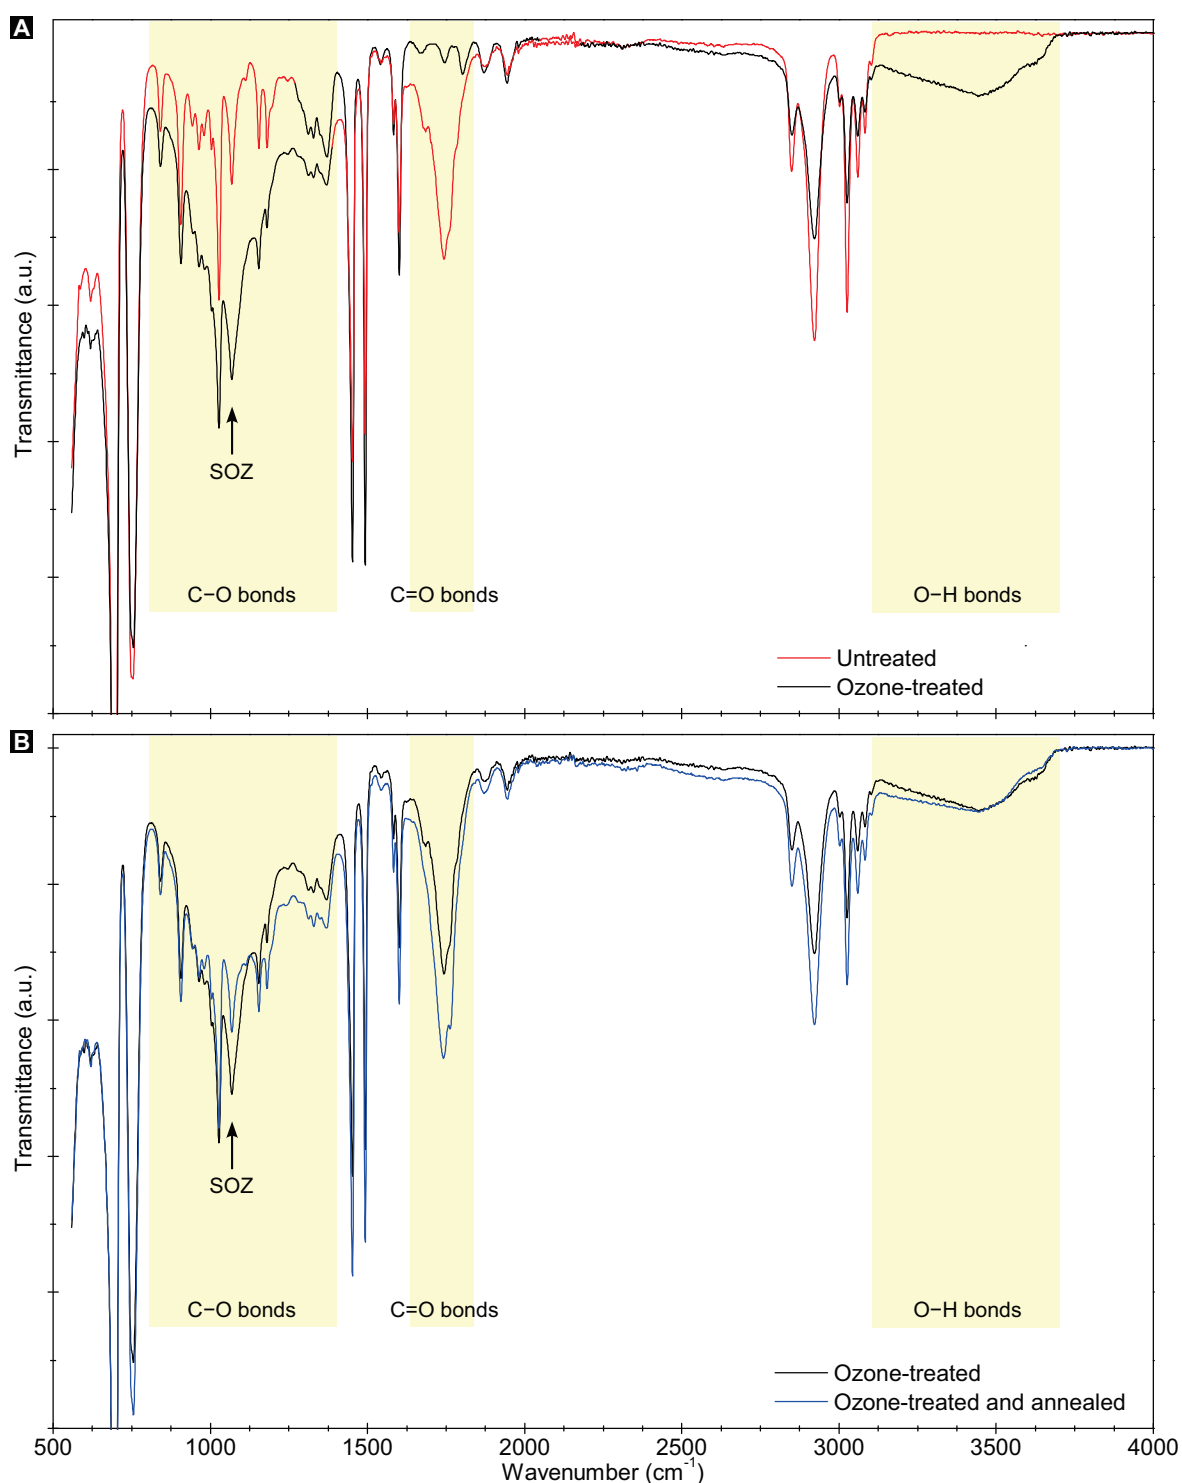 A
Transmittance (a.u.)
SOZ
C−O bonds
C=O bonds
O−H bonds
Untreated
Ozone-treated
B
Transmittance (a.u.)
SOZ
C−O bonds
C=O bonds
O−H bonds
Ozone-treated
Ozone-treated and annealed
500 1000 1500 2000 2500 3000 3500 4000
Wavenumber (cm⁻¹)